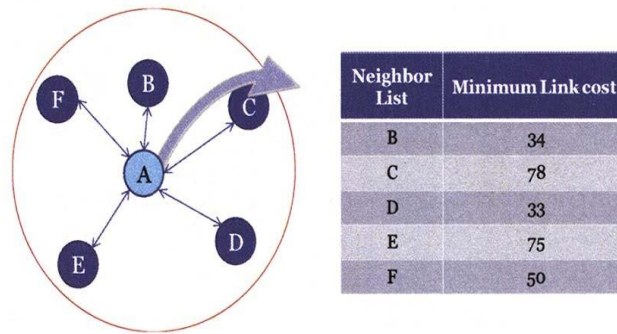 B
F
C
A
D
E
Neighbor List Minimum Link cost
B 34
C 78
D 33
E 75
F 50